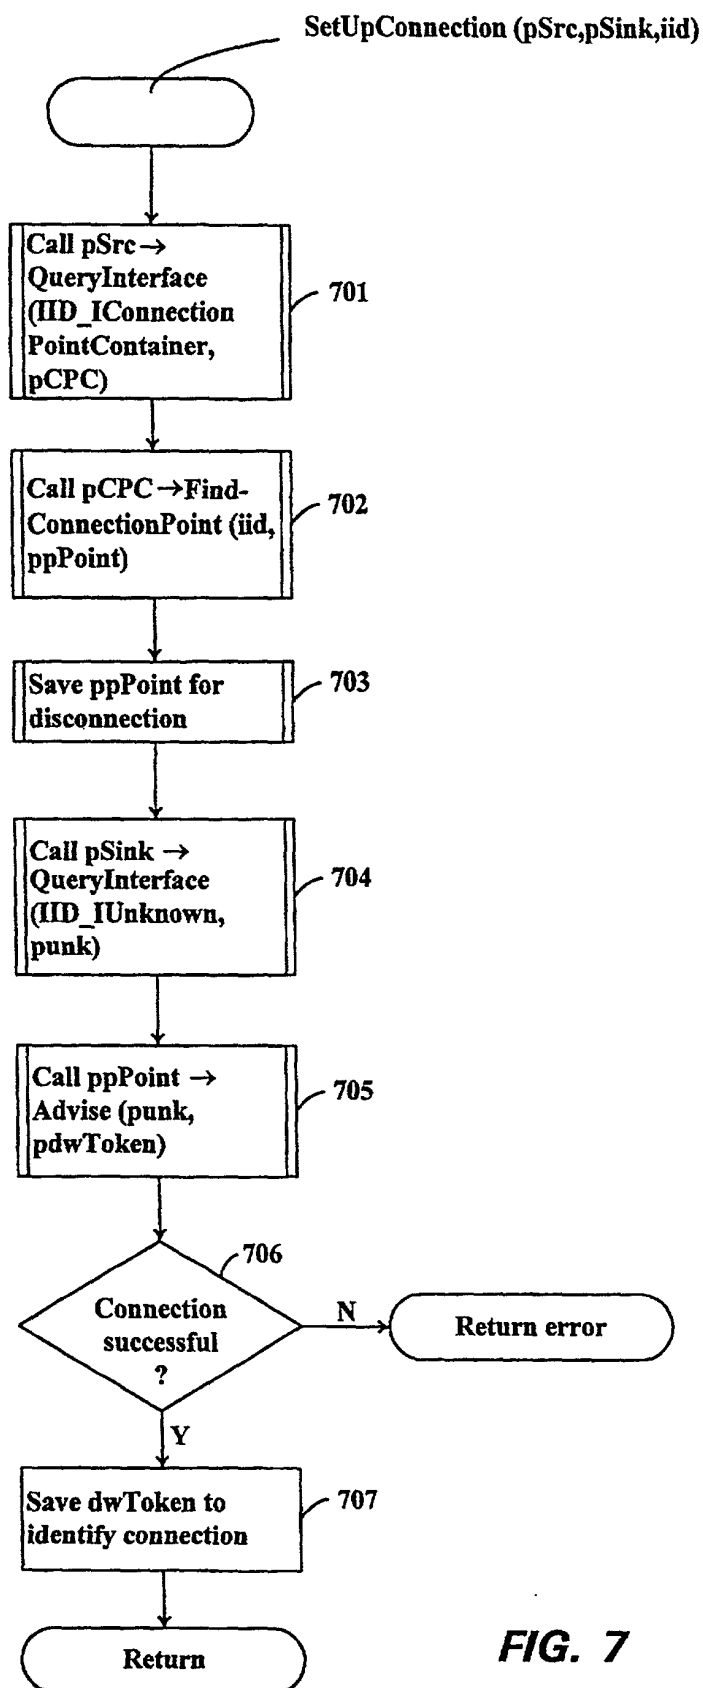 SetUpConnection (pSrc,pSink,iid)
Call pSrc→
QueryInterface
(IID_IConnection
PointContainer,
pCPC)
701
Call pCPC →Find-
ConnectionPoint (iid,
ppPoint)
702
Save ppPoint for
disconnection
703
Call pSink →
QueryInterface
(IID_IUnknown,
punk)
704
Call ppPoint →
Advise (punk,
pdwToken)
705
706
Connection
successful
?
N
Return error
Y
Save dwToken to
identify connection
707
Return
FIG. 7